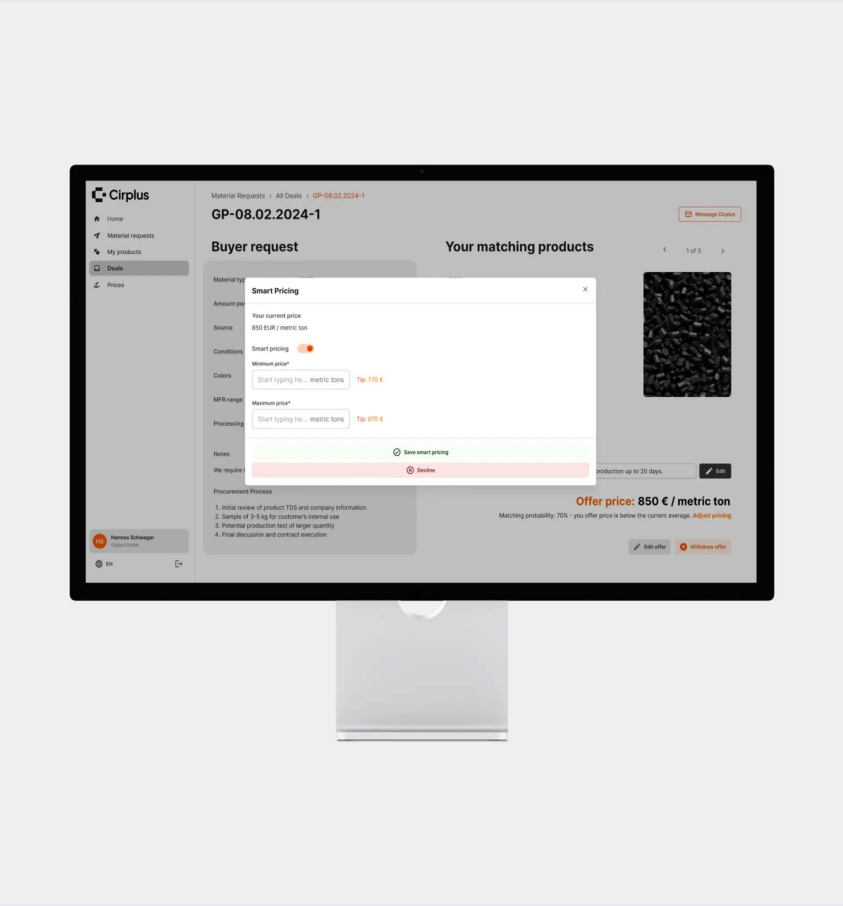 Cirplus
Home
Material requests
My products
Deals
Prices
HS
Hannes Schwager
Cirplus GmbH
EN
Material Requests › All Deals › GP-08.02.2024-1
GP-08.02.2024-1
Message Cirplus
Buyer request
Material typ
Amount per
Source
Conditions
Colors
MFR range
Processing
Notes
We require
Procurement Process
1. Initial review of product TDS and company information.
2. Sample of 3-5 kg for customer's internal use
3. Potential production test of larger quantity
4. Final discussion and contract execution
Your matching products
1 of 3
Smart Pricing
Your current price
850 EUR / metric ton
Smart pricing
Minimum price*
Start typing he... metric tons Tip: 770 €
Maximum price*
Start typing he... metric tons Tip: 870 €
Save smart pricing
Decline
production up to 20 days.
Edit
Offer price: 850 € / metric ton
Matching probability: 70% - you offer price is below the current average. Adjust pricing
Edit offer
Withdraw offer